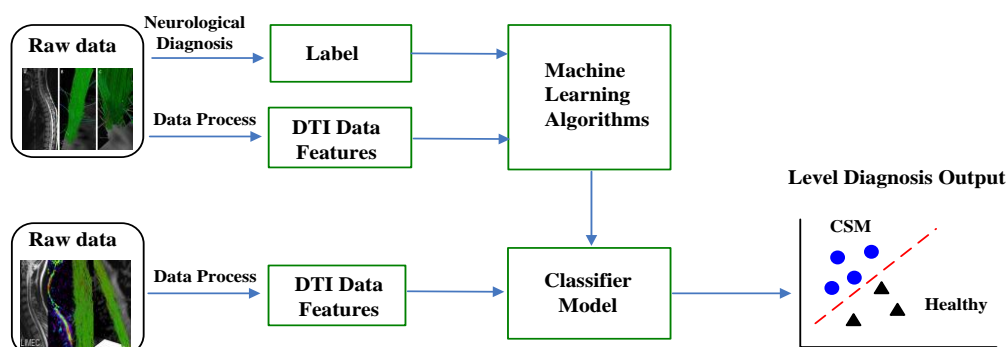 Raw data
Neurological
Diagnosis
Label
Machine
Learning
Algorithms
Data Process
DTI Data
Features
Level Diagnosis Output
Raw data
Data Process
DTI Data
Features
Classifier
Model
CSM
Healthy
LIMEC